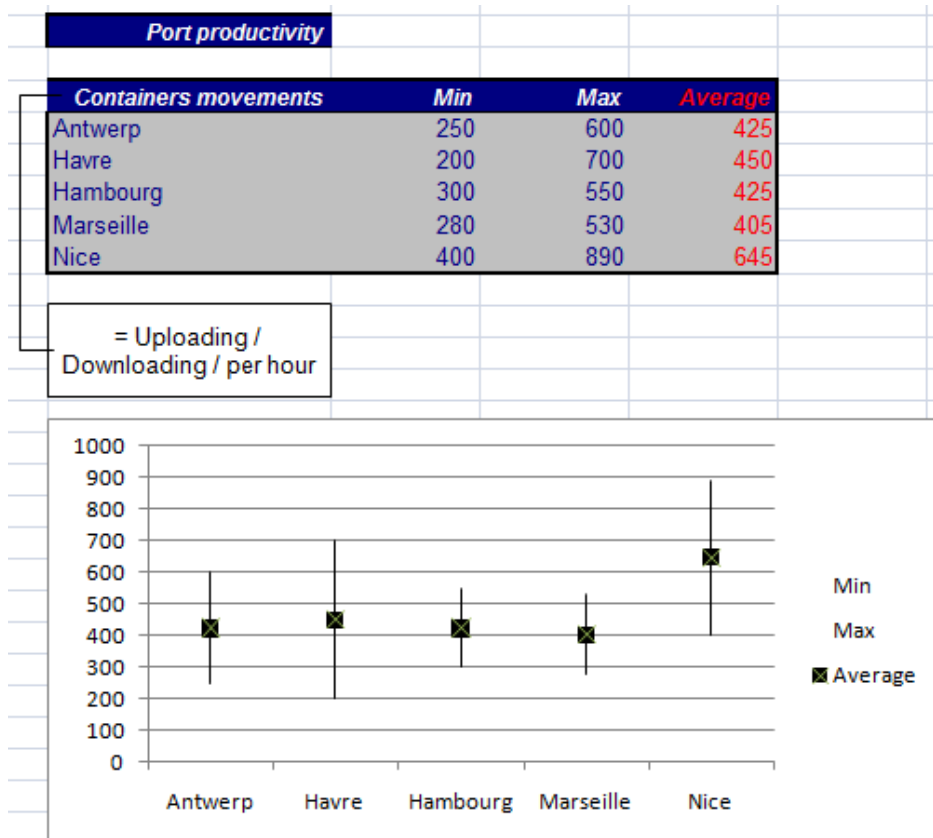 Port productivity
Containers movements Min Max Average
Antwerp 250 600 425
Havre 200 700 450
Hambourg 300 550 425
Marseille 280 530 405
Nice 400 890 645
= Uploading /
Downloading / per hour
1000
900
800
700
600
500
400
300
200
100
0
Antwerp Havre Hambourg Marseille Nice
Min
Max
Average